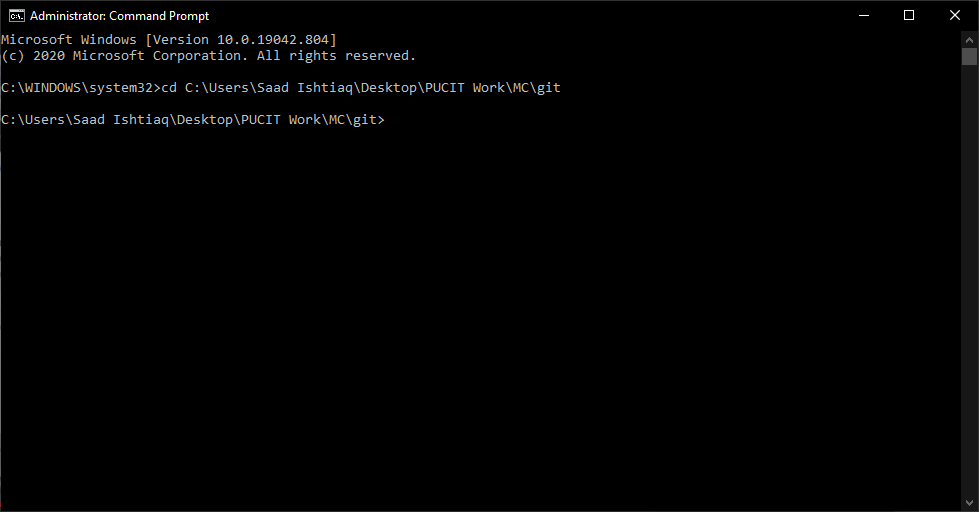 Administrator: Command Prompt
Microsoft Windows [Version 10.0.19042.804]
(c) 2020 Microsoft Corporation. All rights reserved.
C:\WINDOWS\system32>cd C:\Users\Saad Ishtiaq\Desktop\PUCIT Work\MC\git
C:\Users\Saad Ishtiaq\Desktop\PUCIT Work\MC\git>